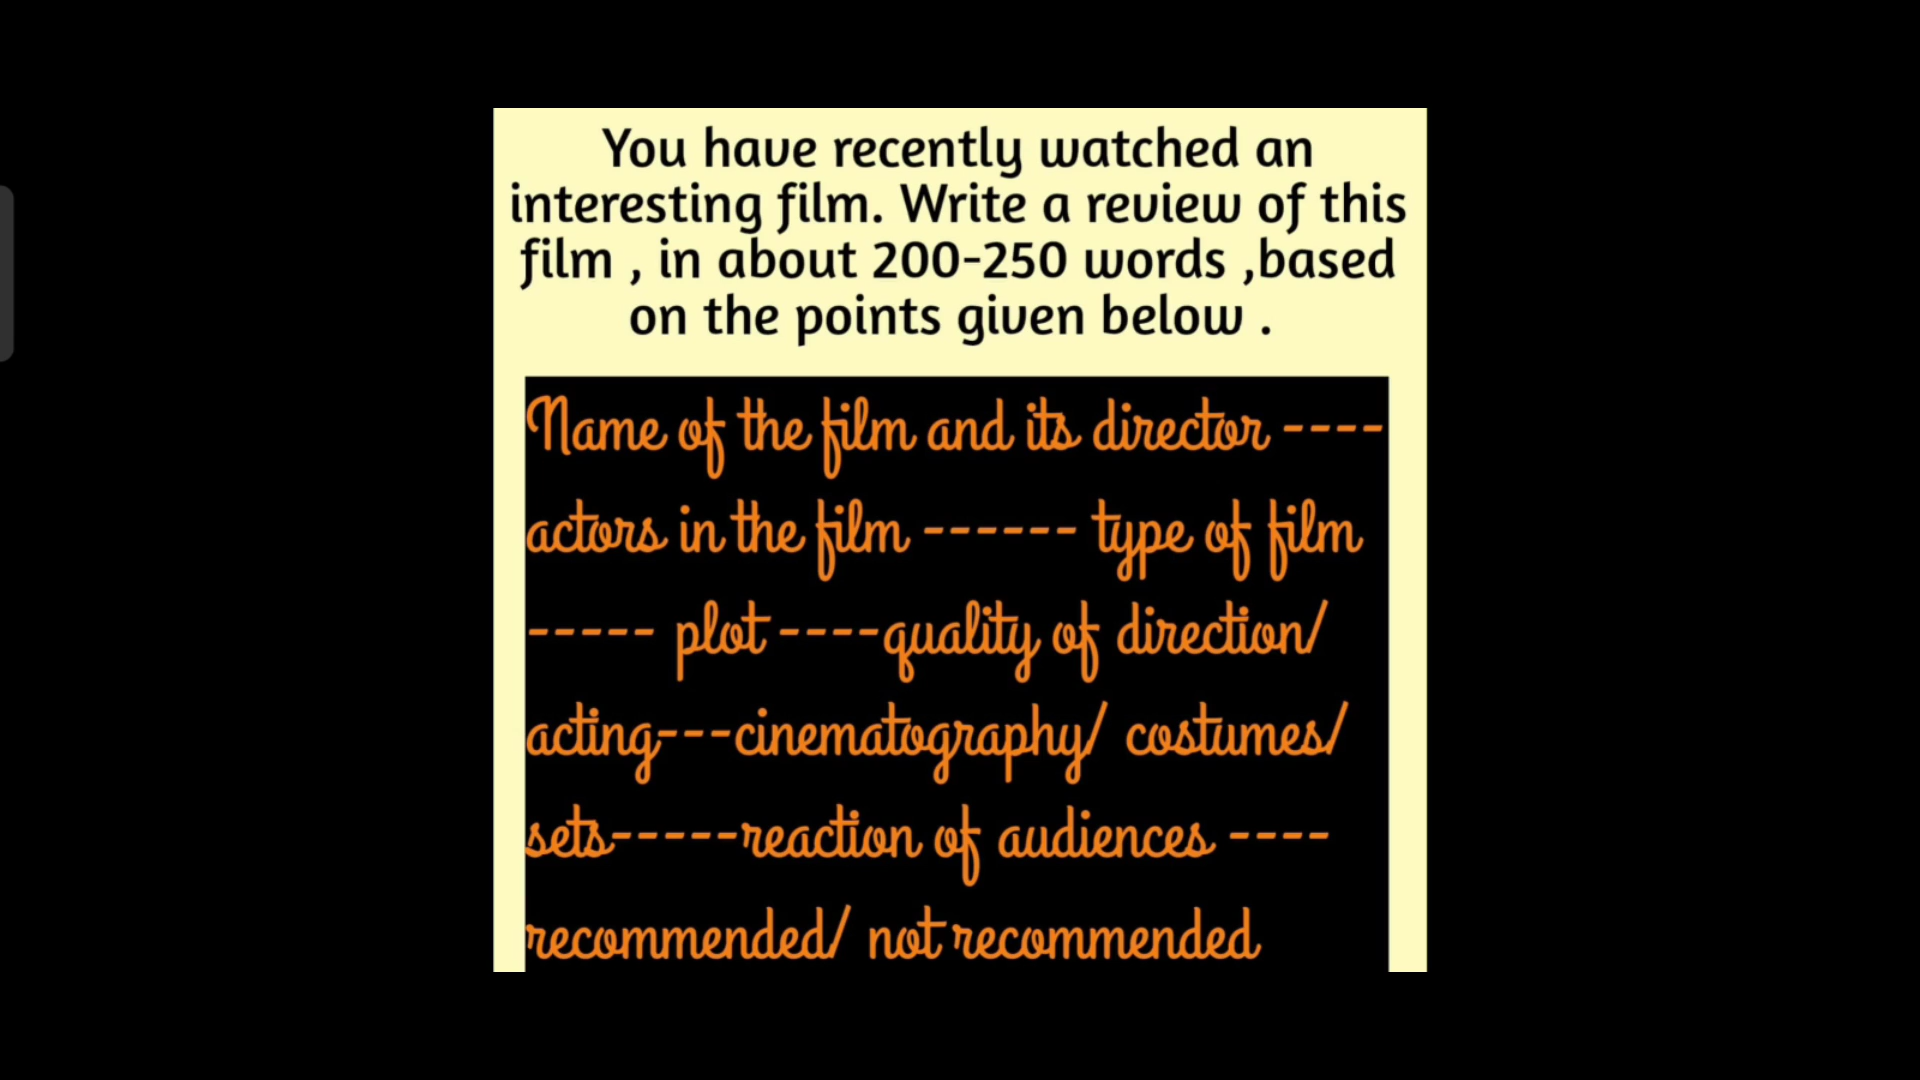 You have recently watched an
interesting film. Write a review of this
film , in about 200-250 words ,based
on the points given below .
Name of the film and its director ----
actors in the film ------ type of film
----- plot ----quality of direction/
acting---cinematography/ costumes/
sets-----reaction of audiences ----
recommended/ not recommended